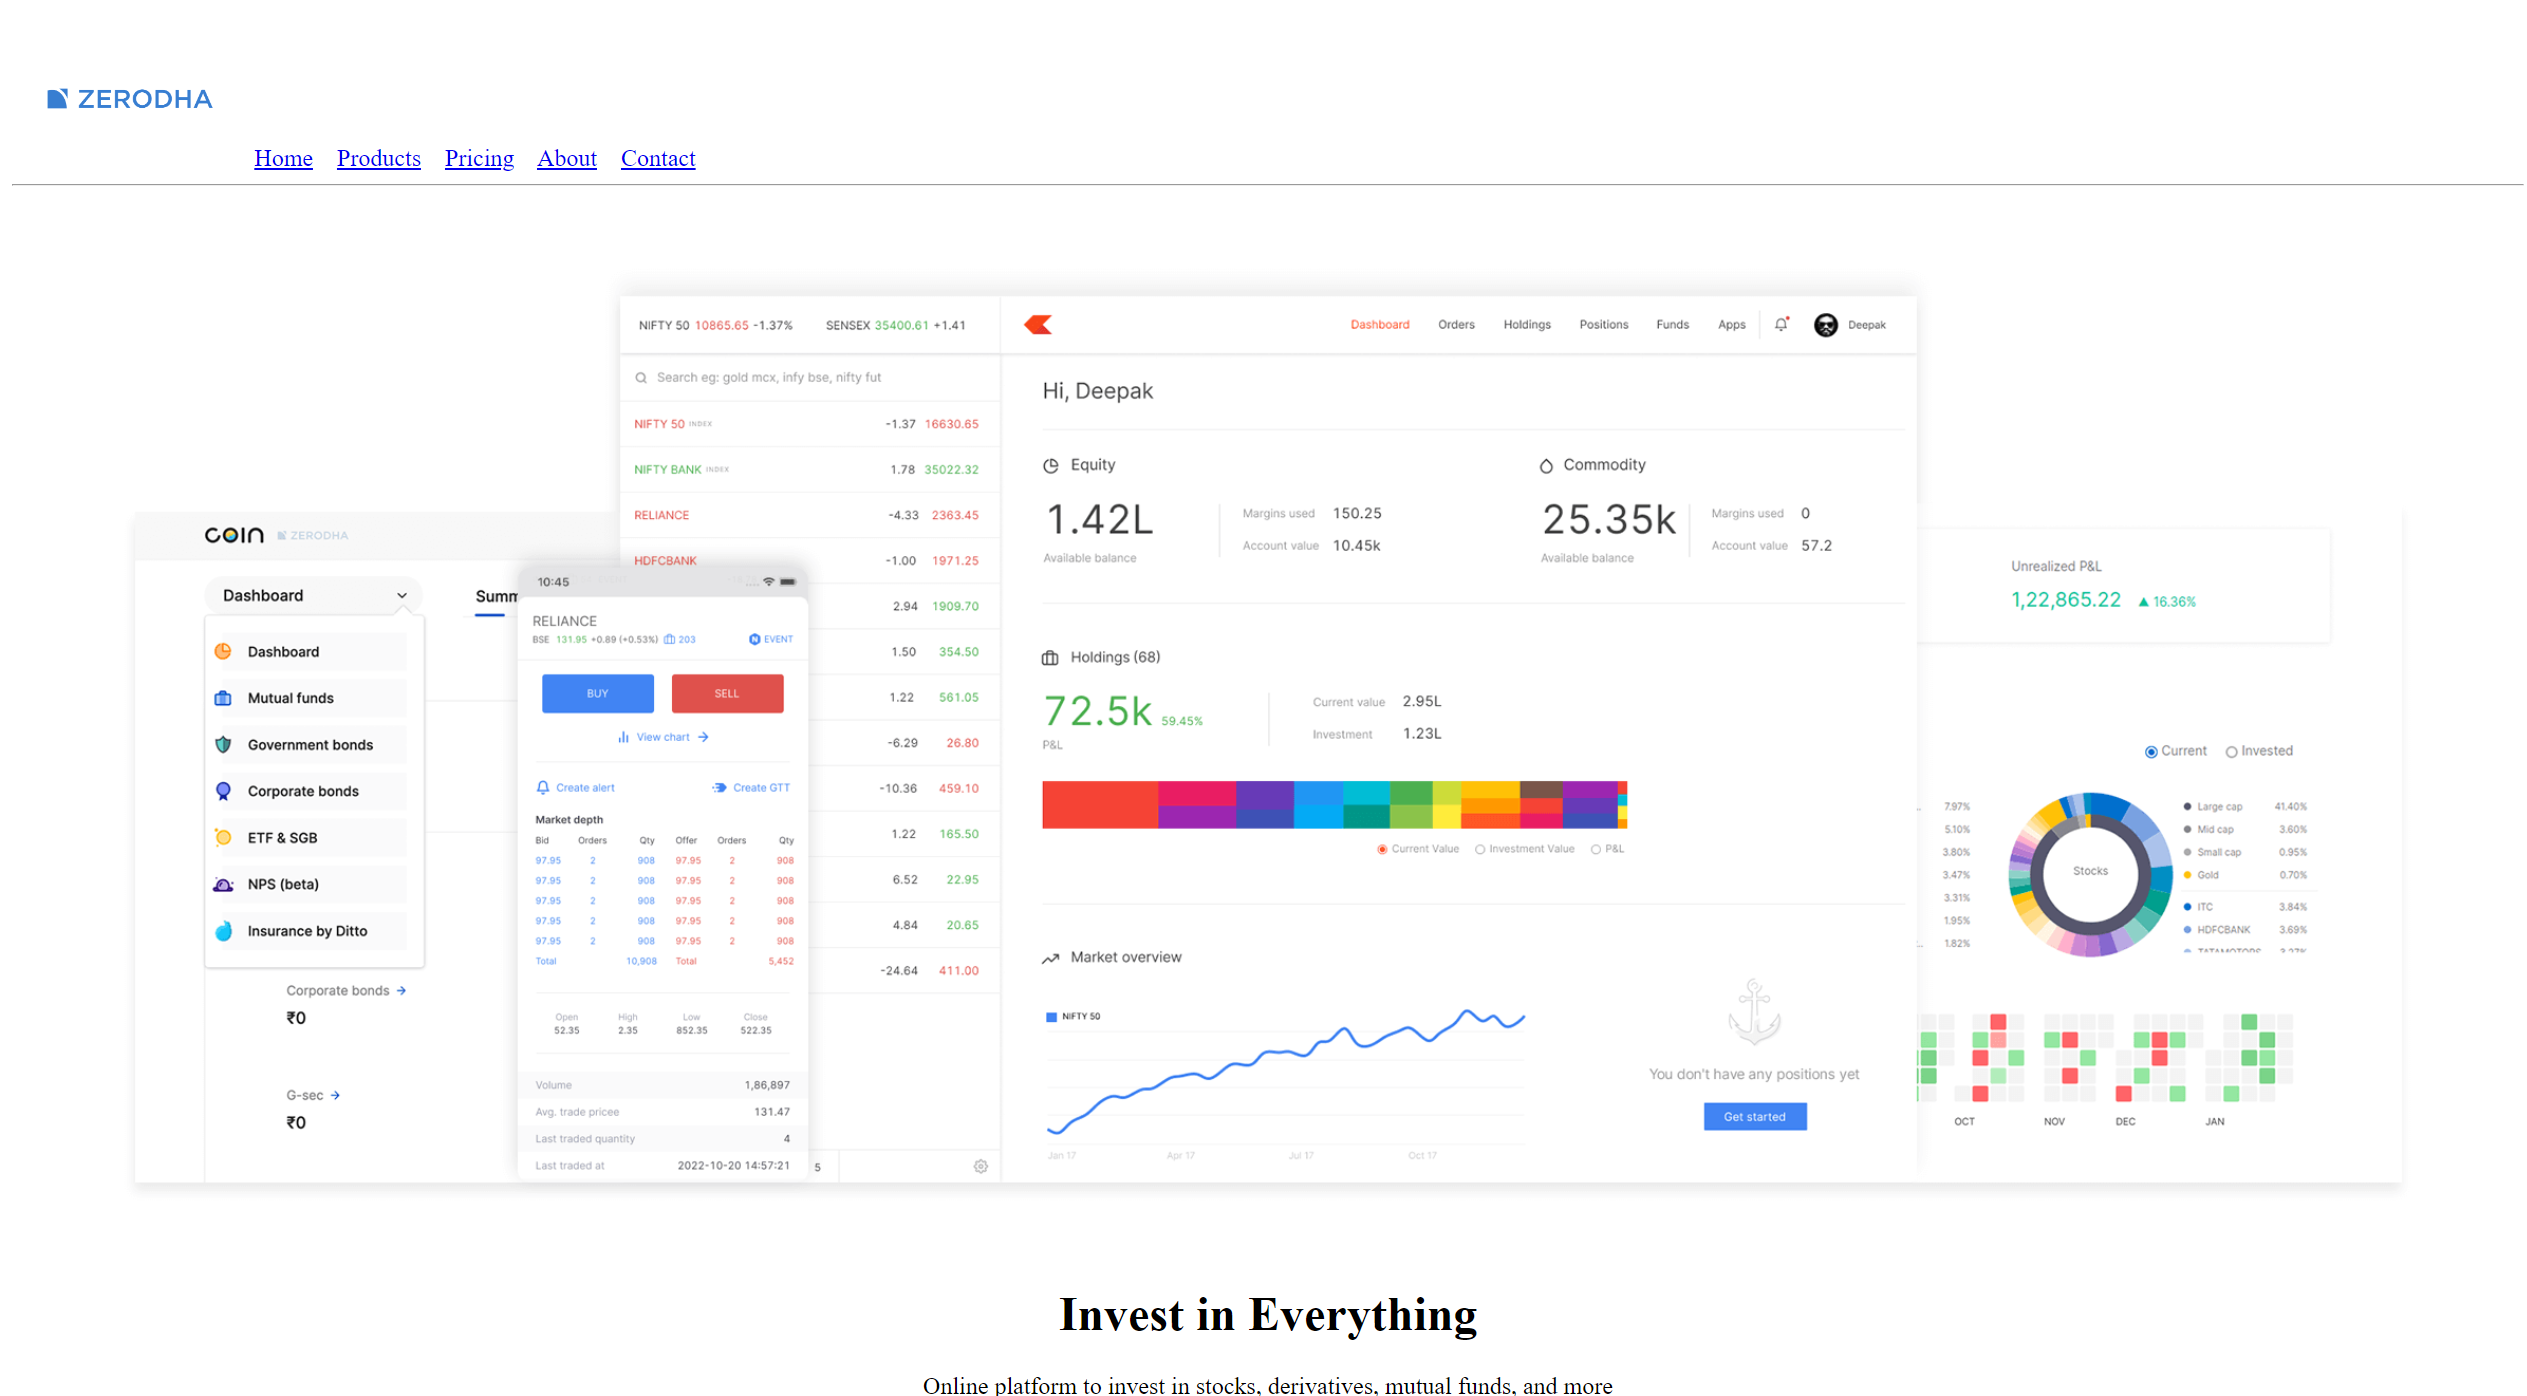 ZERODHA
Home Products Pricing About Contact
NIFTY 50 10865.65 -1.37% SENSEX 35400.61 +1.41
Dashboard Orders Holdings Positions Funds Apps Deepak
Search eg: gold mcx, infy bse, nifty fut
NIFTY 50 INDEX -1.37 16630.65
NIFTY BANK INDEX 1.78 35022.32
RELIANCE -4.33 2363.45
HDFCBANK -1.00 1971.25
2.94 1909.70
1.50 354.50
1.22 561.05
-6.29 26.80
-10.36 459.10
1.22 165.50
6.52 22.95
4.84 20.65
-24.64 411.00
5
Hi, Deepak
Equity
1.42L
Available balance
Margins used 150.25
Account value 10.45k
Commodity
25.35k
Available balance
Margins used 0
Account value 57.2
Holdings (68)
72.5k 59.45%
P&L
Current value 2.95L
Investment 1.23L
Current Value Investment Value P&L
Market overview
NIFTY 50
Jan 17 Apr 17 Jul 17 Oct 17
You don't have any positions yet
Get started
COIN ZERODHA
Dashboard
Summ
Dashboard
Mutual funds
Government bonds
Corporate bonds
ETF & SGB
NPS (beta)
Insurance by Ditto
Corporate bonds
₹0
G-sec
₹0
10:45
RELIANCE
BSE 131.95 +0.89 (+0.53%) 203 EVENT
BUY SELL
View chart
Create alert Create GTT
Market depth
Bid Orders Qty Offer Orders Qty
97.95 2 908 97.95 2 908
97.95 2 908 97.95 2 908
97.95 2 908 97.95 2 908
97.95 2 908 97.95 2 908
97.95 2 908 97.95 2 908
Total 10,908 Total 5,452
Open High Low Close
52.35 2.35 852.35 522.35
Volume 1,86,897
Avg. trade pricee 131.47
Last traded quantity 4
Last traded at 2022-10-20 14:57:21
Unrealized P&L
1,22,865.22 16.36%
Current Invested
7.97%
5.10%
3.80%
3.47%
3.31%
1.95%
1.82%
Stocks
Large cap 41.40%
Mid cap 3.60%
Small cap 0.95%
Gold 0.70%
ITC 3.84%
HDFCBANK 3.69%
TATAMOTORS 3.27%
OCT NOV DEC JAN
Invest in Everything
Online platform to invest in stocks, derivatives, mutual funds, and more